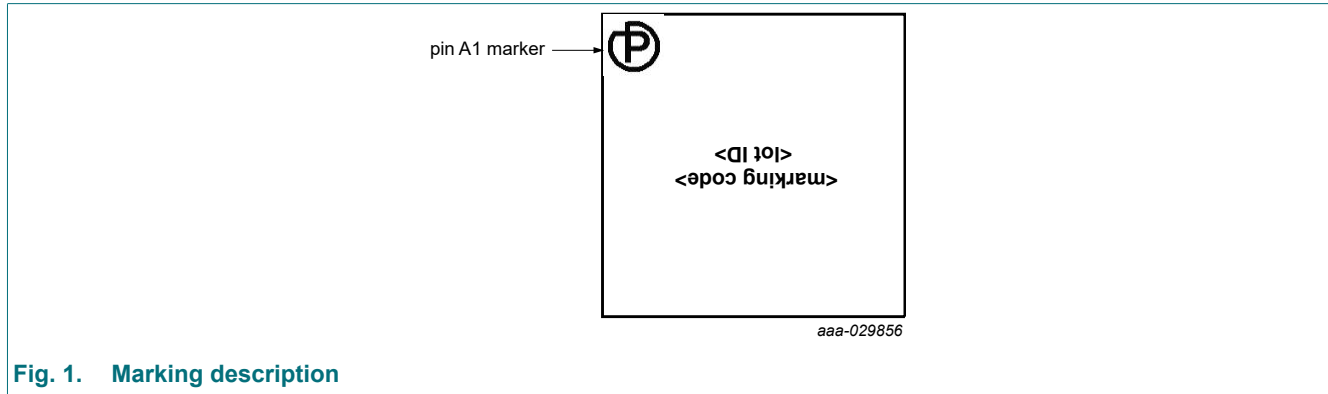 pin A1 marker
P
<marking code>
<lot ID>
aaa-029856
Fig. 1. Marking description